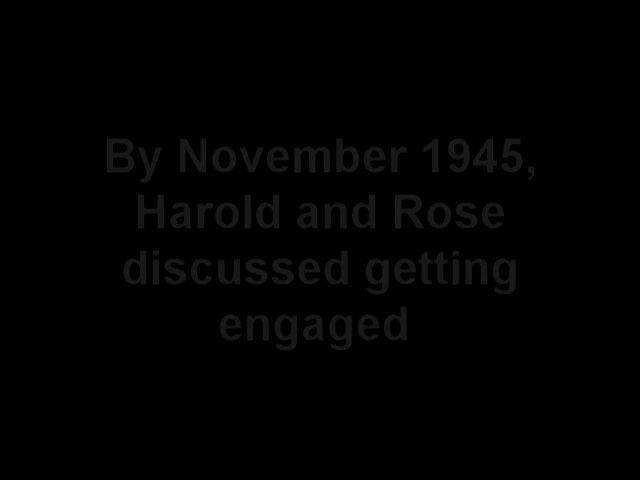 By November 1945,
Harold and Rose
discussed getting
engaged